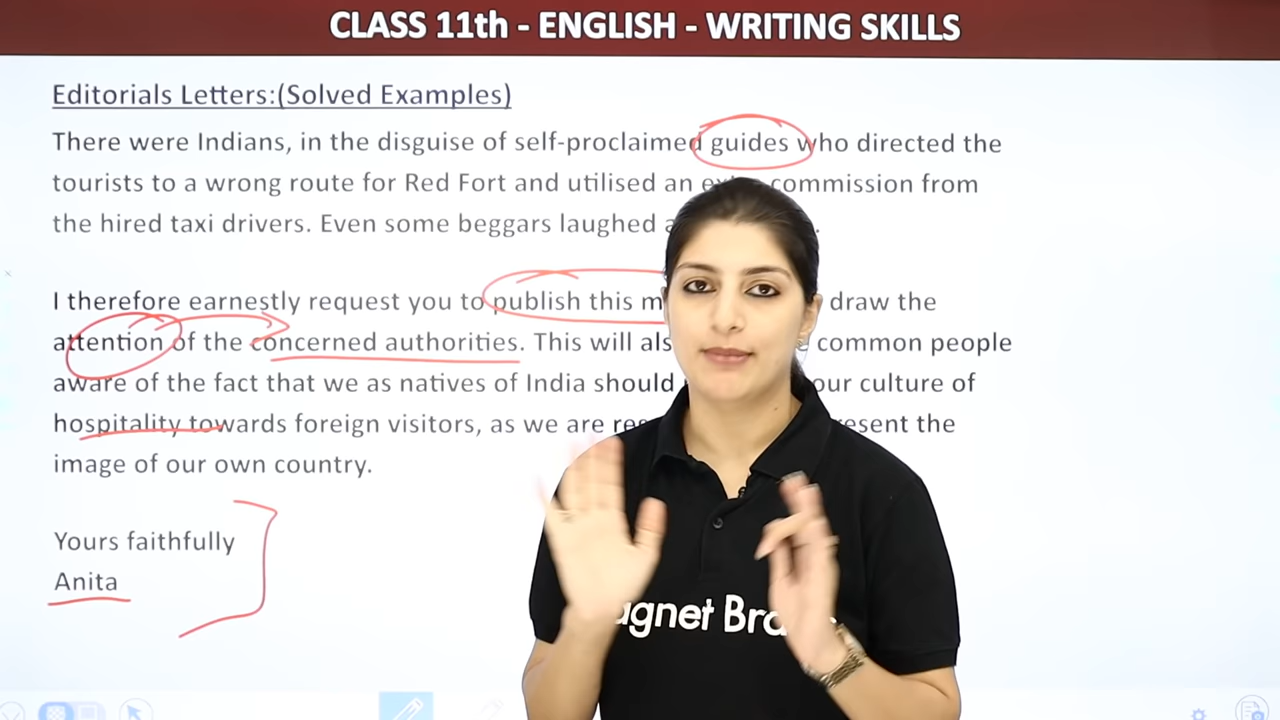 CLASS 11th - ENGLISH - WRITING SKILLS
Editorials Letters:(Solved Examples)
There were Indians, in the disguise of self-proclaimed guides who directed the
tourists to a wrong route for Red Fort and utilised an commission from
the hired taxi drivers. Even some beggars laughed
I therefore earnestly request you to publish this draw the
attention of the concerned authorities. This will common people
aware of the fact that we as natives of India should our culture of
hospitality towards foreign visitors, as we are the
image of our own country.
Yours faithfully
Anita